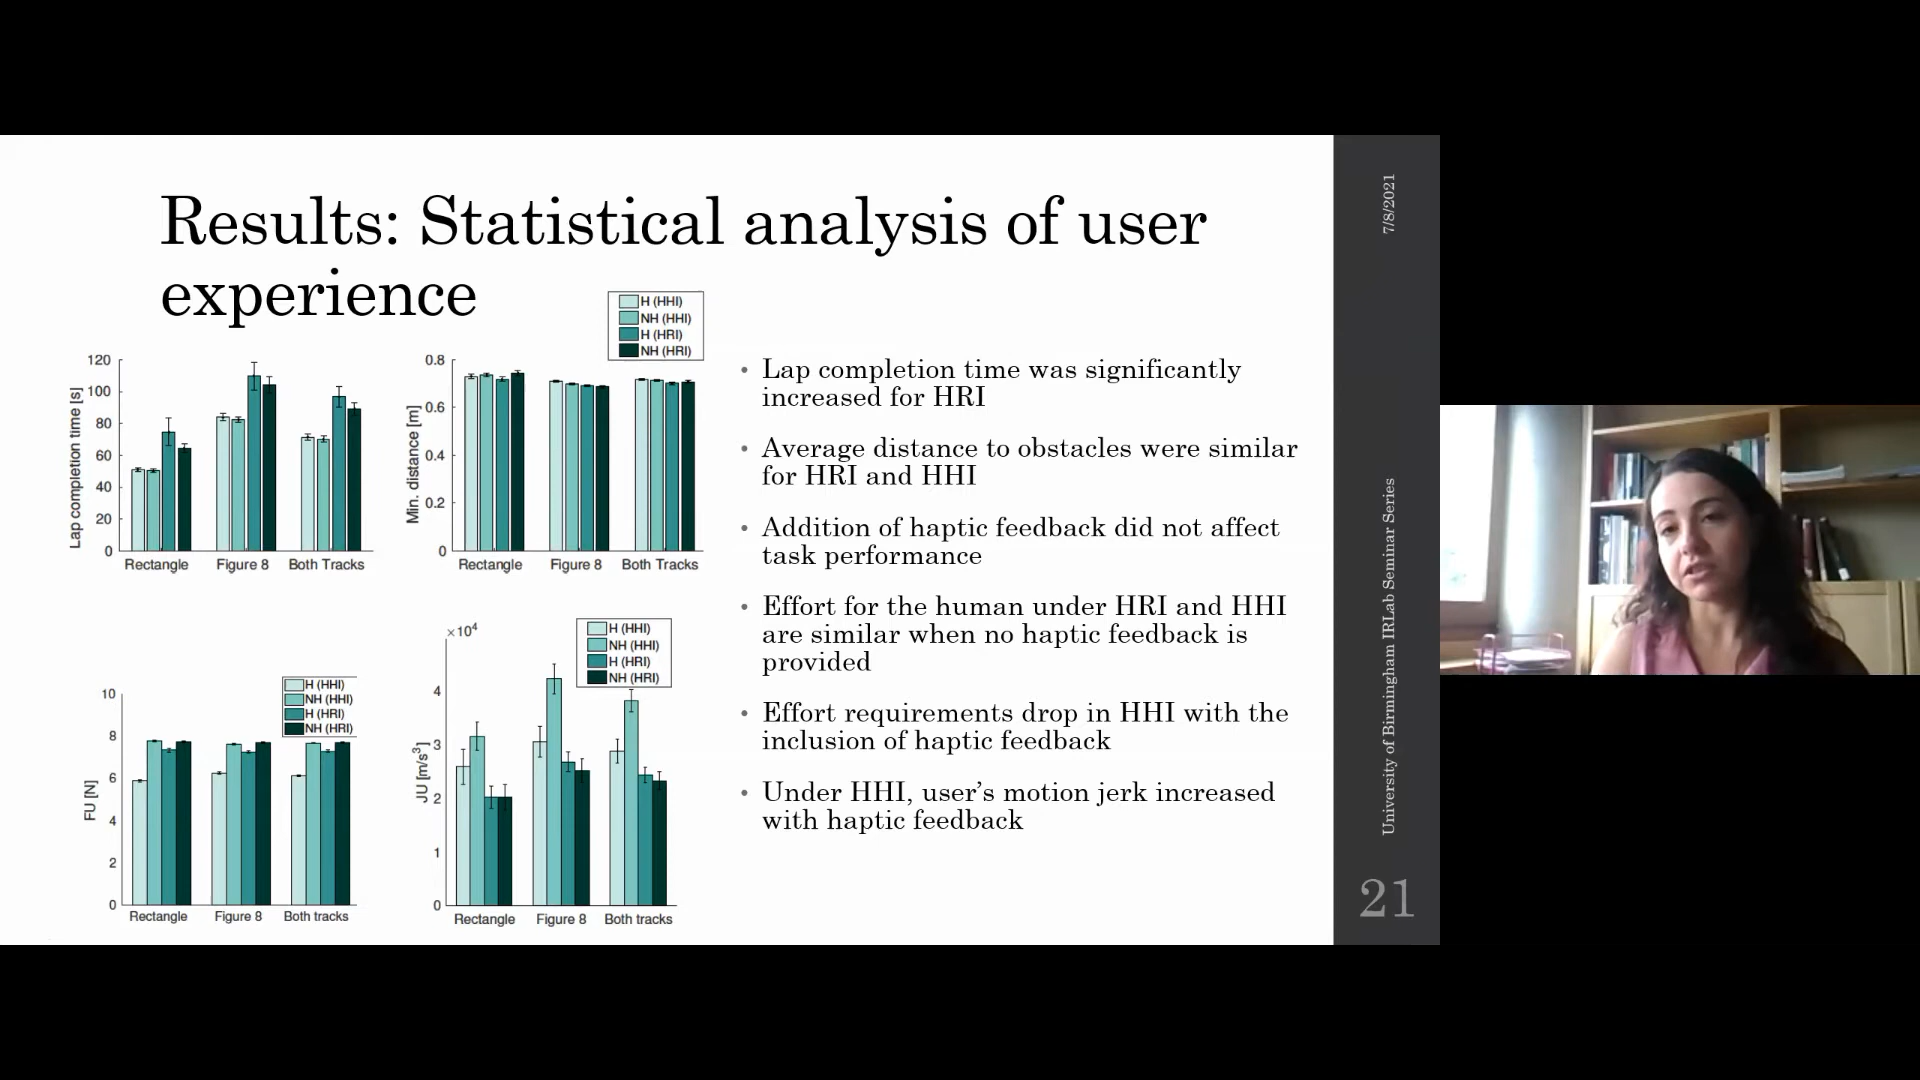 Results: Statistical analysis of user
experience
H (HHI)
NH (HHI)
H (HRI)
NH (HRI)
Lap completion time [s]
120
100
80
60
40
20
0
Rectangle Figure 8 Both Tracks
Min. distance [m]
0.8
0.6
0.4
0.2
0
Rectangle Figure 8 Both Tracks
FU [N]
10
8
6
4
2
0
H (HHI)
NH (HHI)
H (HRI)
NH (HRI)
Rectangle Figure 8 Both tracks
×10⁴
JU [m/s³]
4
3
2
1
0
H (HHI)
NH (HHI)
H (HRI)
NH (HRI)
Rectangle Figure 8 Both tracks
• Lap completion time was significantly
increased for HRI
• Average distance to obstacles were similar
for HRI and HHI
• Addition of haptic feedback did not affect
task performance
• Effort for the human under HRI and HHI
are similar when no haptic feedback is
provided
• Effort requirements drop in HHI with the
inclusion of haptic feedback
• Under HHI, user's motion jerk increased
with haptic feedback
7/8/2021
University of Birmingham IRLab Seminar Series
21